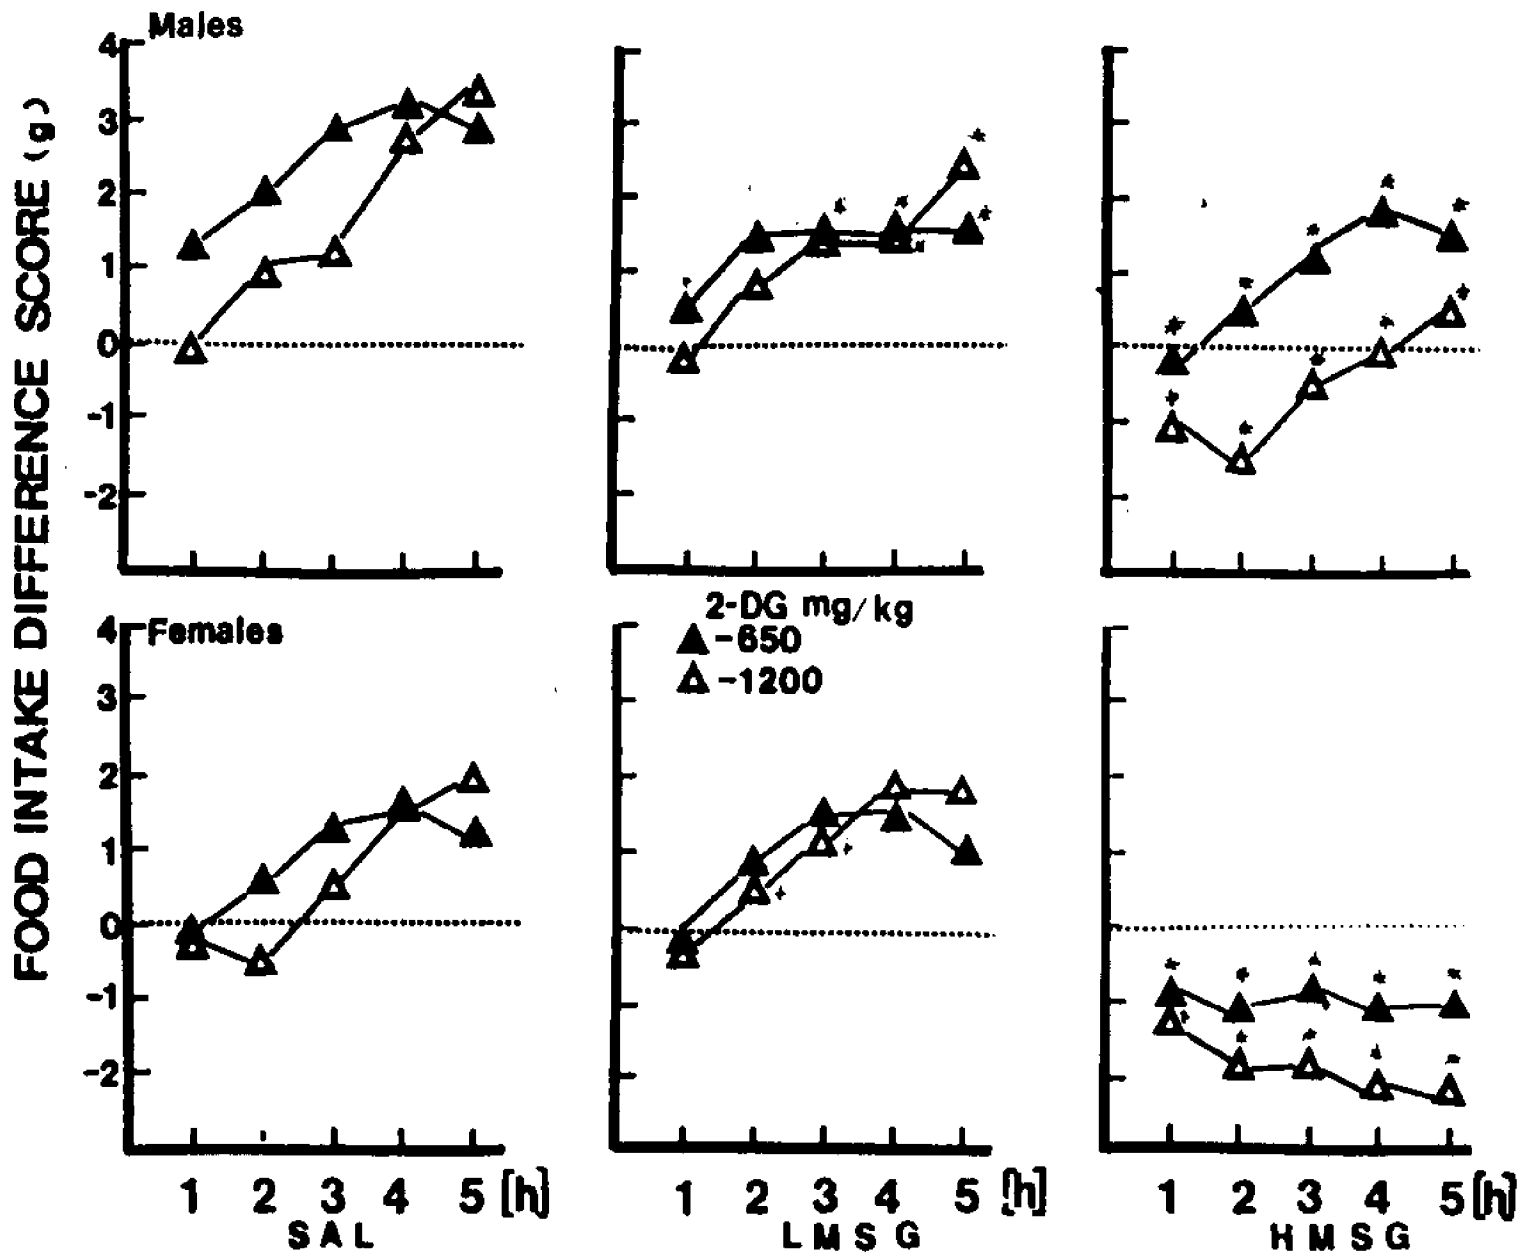 FOOD INTAKE DIFFERENCE SCORE (g)
Males
4
3
2
1
0
-1
-2
2-DG mg/kg
-650
-1200
Females
4
3
2
1
0
-1
-2
1 2 3 4 5 [h]
SAL
1 2 3 4 5 [h]
LMSG
1 2 3 4 5 [h]
HMSG